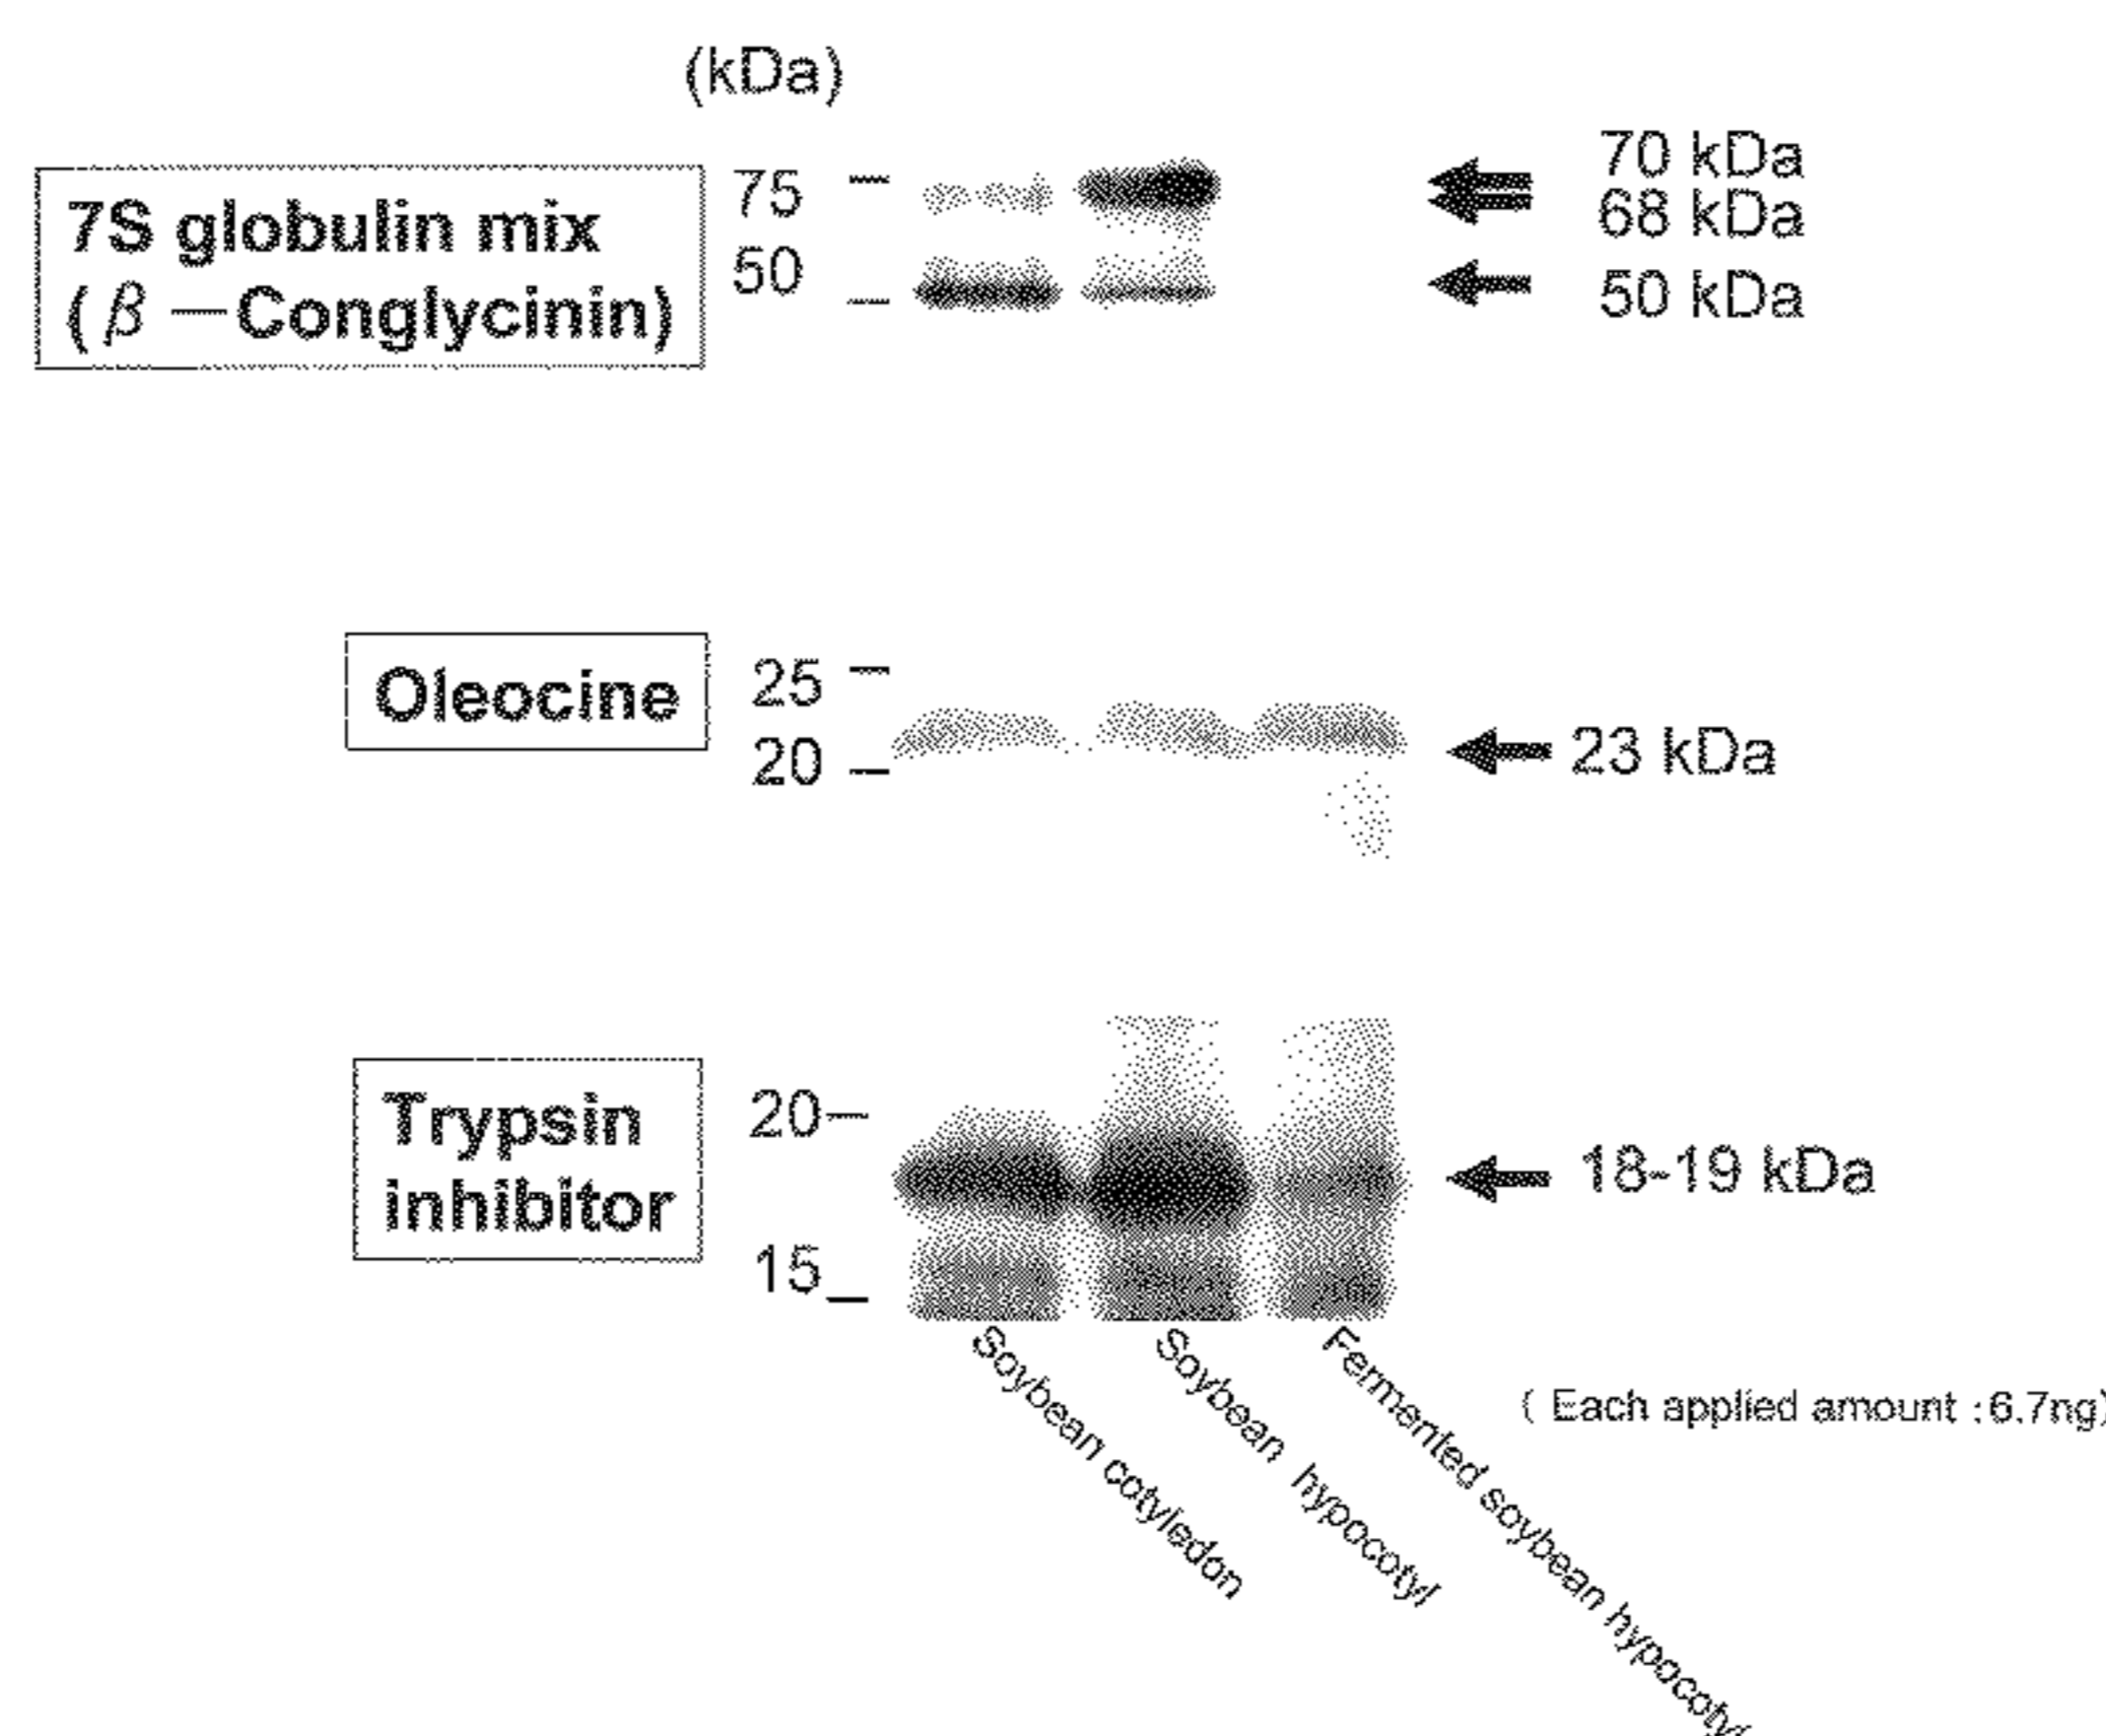 (kDa)
7S globulin mix
(β—Conglycinin)
75
50
70 kDa
68 kDa
50 kDa
Oleocine
25
20
23 kDa
Trypsin
inhibitor
20
15
18-19 kDa
Soybean cotyledon
Soybean hypocotyl
Fermented soybean hypocotyl
( Each applied amount :6.7ng)